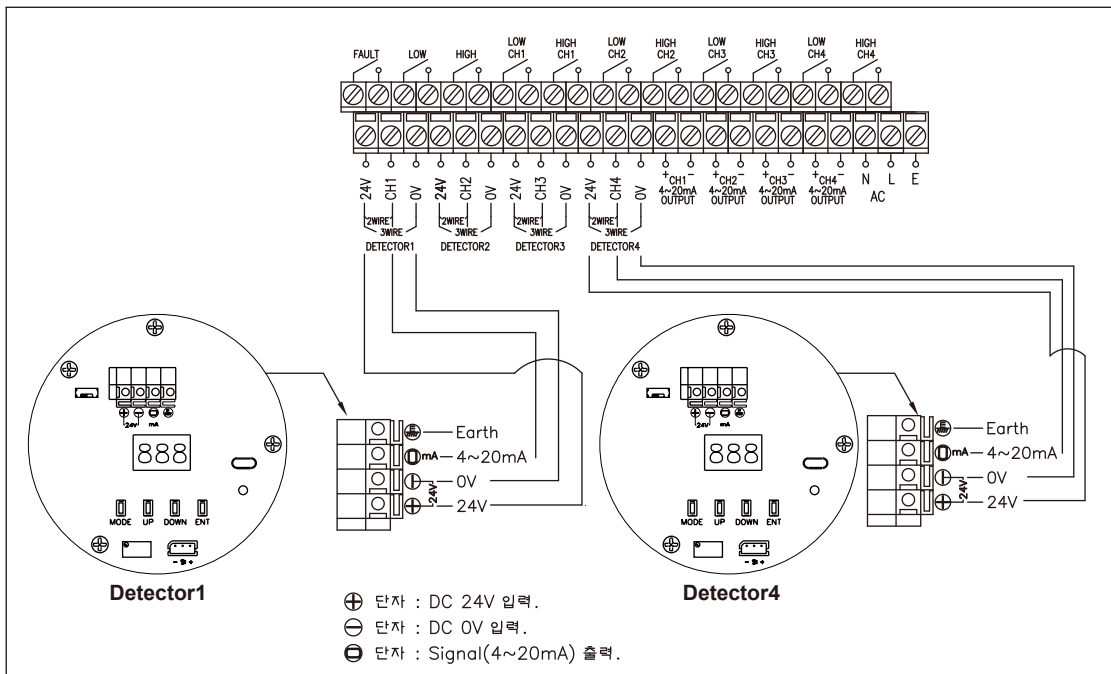 FAULT LOW HIGH LOW CH1 HIGH CH1 LOW CH2 HIGH CH2 LOW CH3 HIGH CH3 LOW CH4 HIGH CH4
24V CH1 0V 24V CH2 0V 24V CH3 0V 24V CH4 0V
+CH1- 4~20mA OUTPUT
+CH2- 4~20mA OUTPUT
+CH3- 4~20mA OUTPUT
+CH4- 4~20mA OUTPUT
N L E
AC
'2WIRE' '2WIRE' '2WIRE' '2WIRE'
3WIRE 3WIRE 3WIRE 3WIRE
DETECTOR1 DETECTOR2 DETECTOR3 DETECTOR4
24V mA
888
MODE UP DOWN ENT
- +
Detector1
E Earth
mA 4~20mA
0V
24V
24V
24V mA
888
MODE UP DOWN ENT
- +
Detector4
E Earth
mA 4~20mA
0V
24V
24V
⊕ 단자 : DC 24V 입력.
⊖ 단자 : DC 0V 입력.
단자 : Signal(4~20mA) 출력.